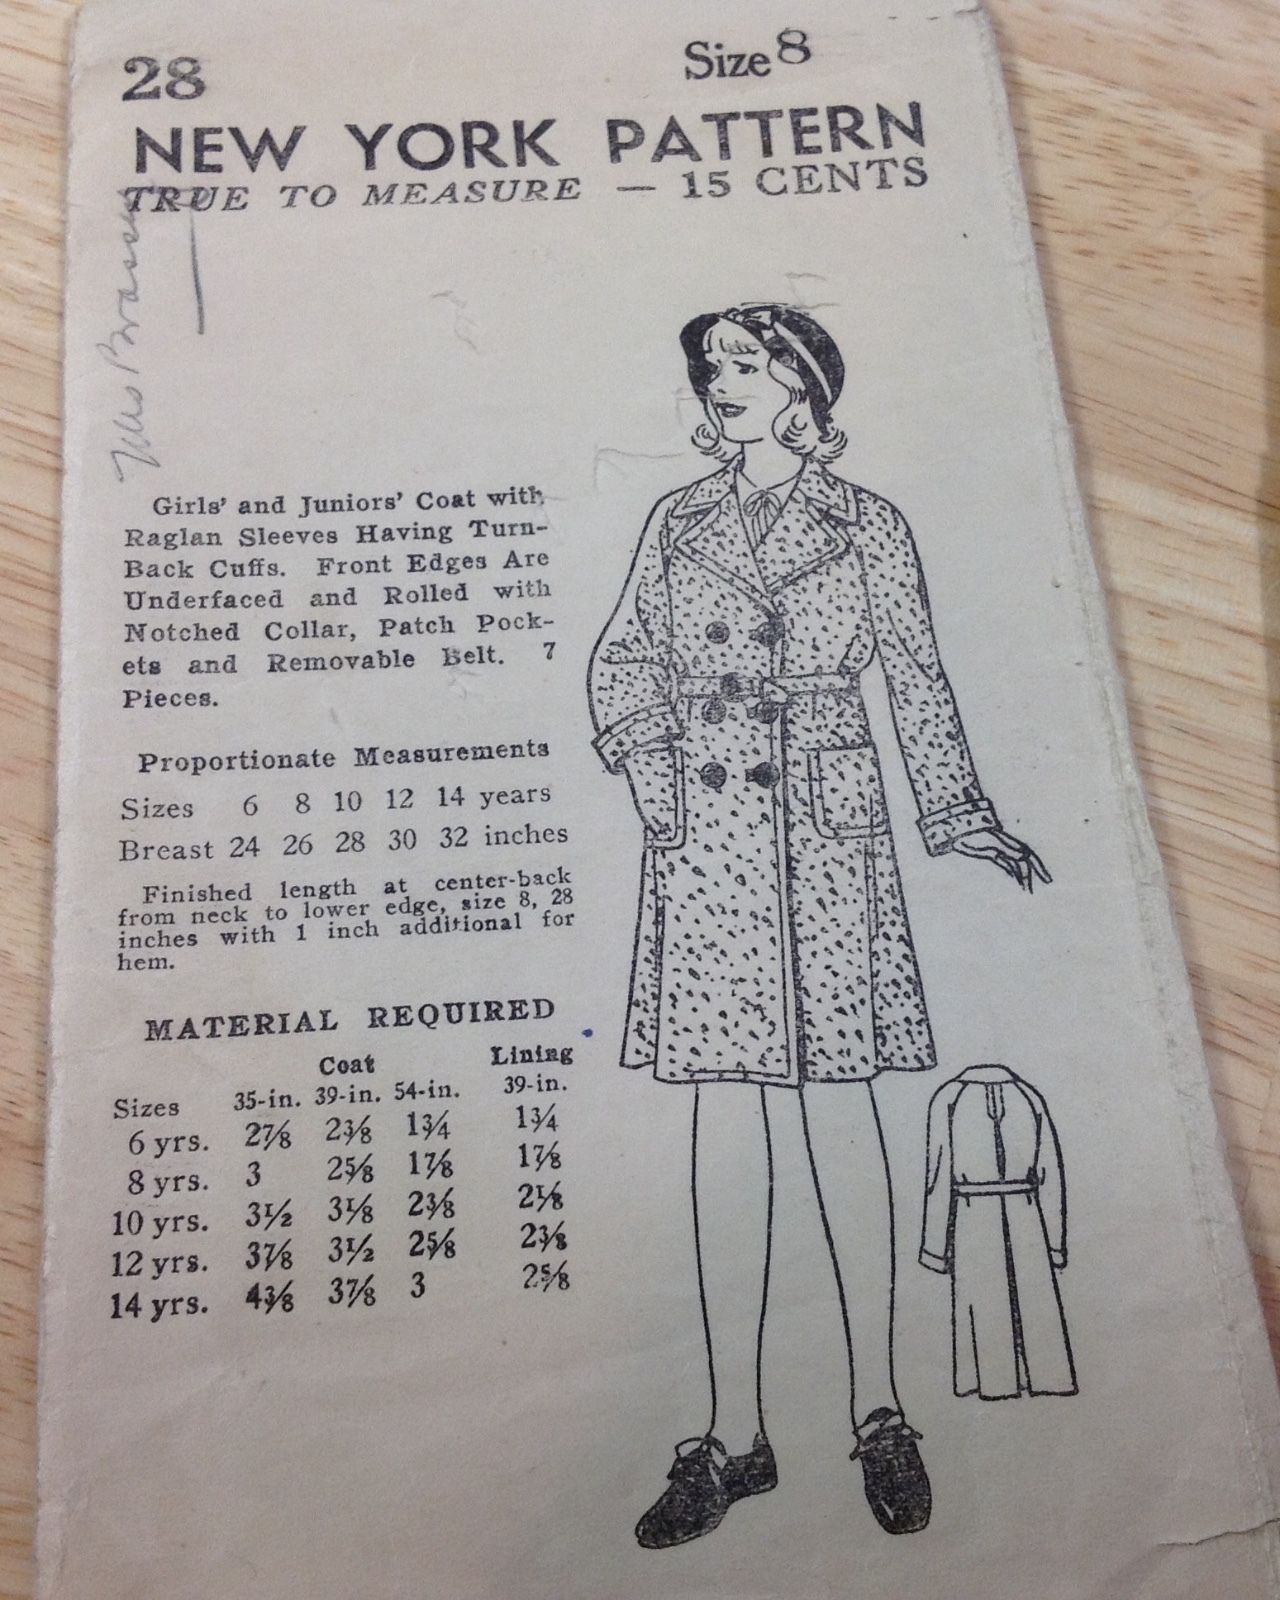 28 Size 8
NEW YORK PATTERN
TRUE TO MEASURE — 15 CENTS
Girls' and Juniors' Coat with
Raglan Sleeves Having Turn-
Back Cuffs. Front Edges Are
Underfaced and Rolled with
Notched Collar, Patch Pock-
ets and Removable Belt. 7
Pieces.
Proportionate Measurements
Sizes 6 8 10 12 14 years
Breast 24 26 28 30 32 inches
Finished length at center-back
from neck to lower edge, size 8, 28
inches with 1 inch additional for
hem.
MATERIAL REQUIRED
Coat Lining
Sizes 35-in. 39-in. 54-in. 39-in.
6 yrs. 2⅞ 2⅜ 1¾ 1¾
8 yrs. 3 2⅝ 1⅞ 1⅞
10 yrs. 3½ 3⅛ 2⅜ 2⅛
12 yrs. 3⅞ 3½ 2⅝ 2⅜
14 yrs. 4⅜ 3⅞ 3 2⅝